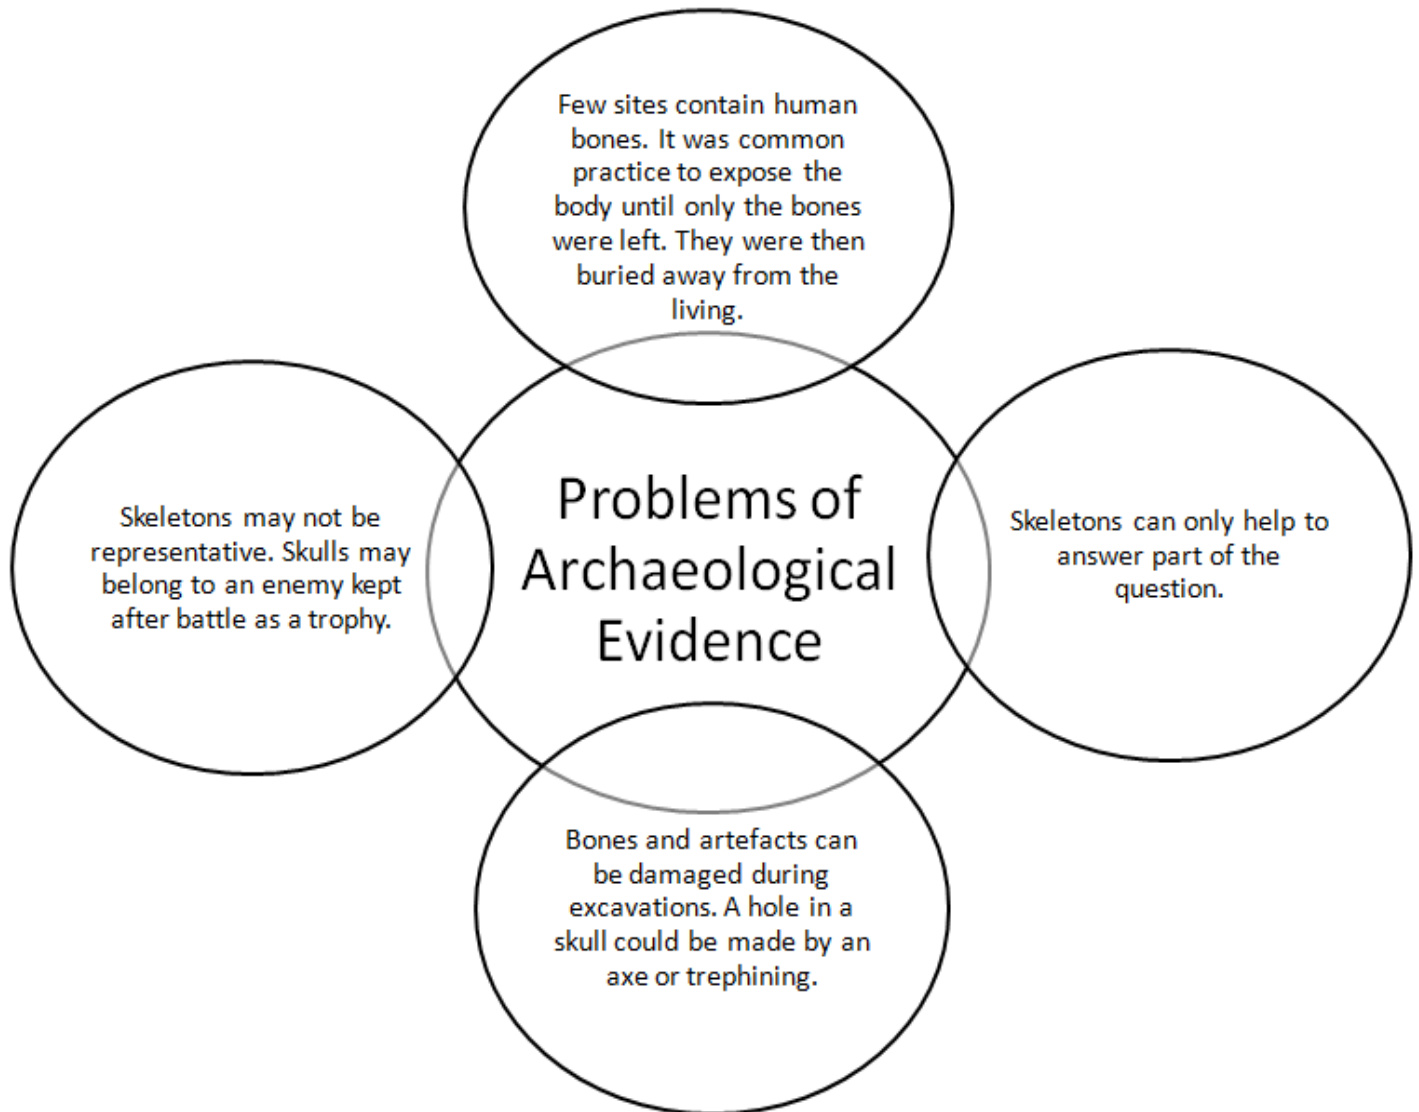 Few sites contain human
bones. It was common
practice to expose the
body until only the bones
were left. They were then
buried away from the
living.
Skeletons may not be
representative. Skulls may
belong to an enemy kept
after battle as a trophy.
Problems of
Archaeological
Evidence
Skeletons can only help to
answer part of the
question.
Bones and artefacts can
be damaged during
excavations. A hole in a
skull could be made by an
axe or trephining.